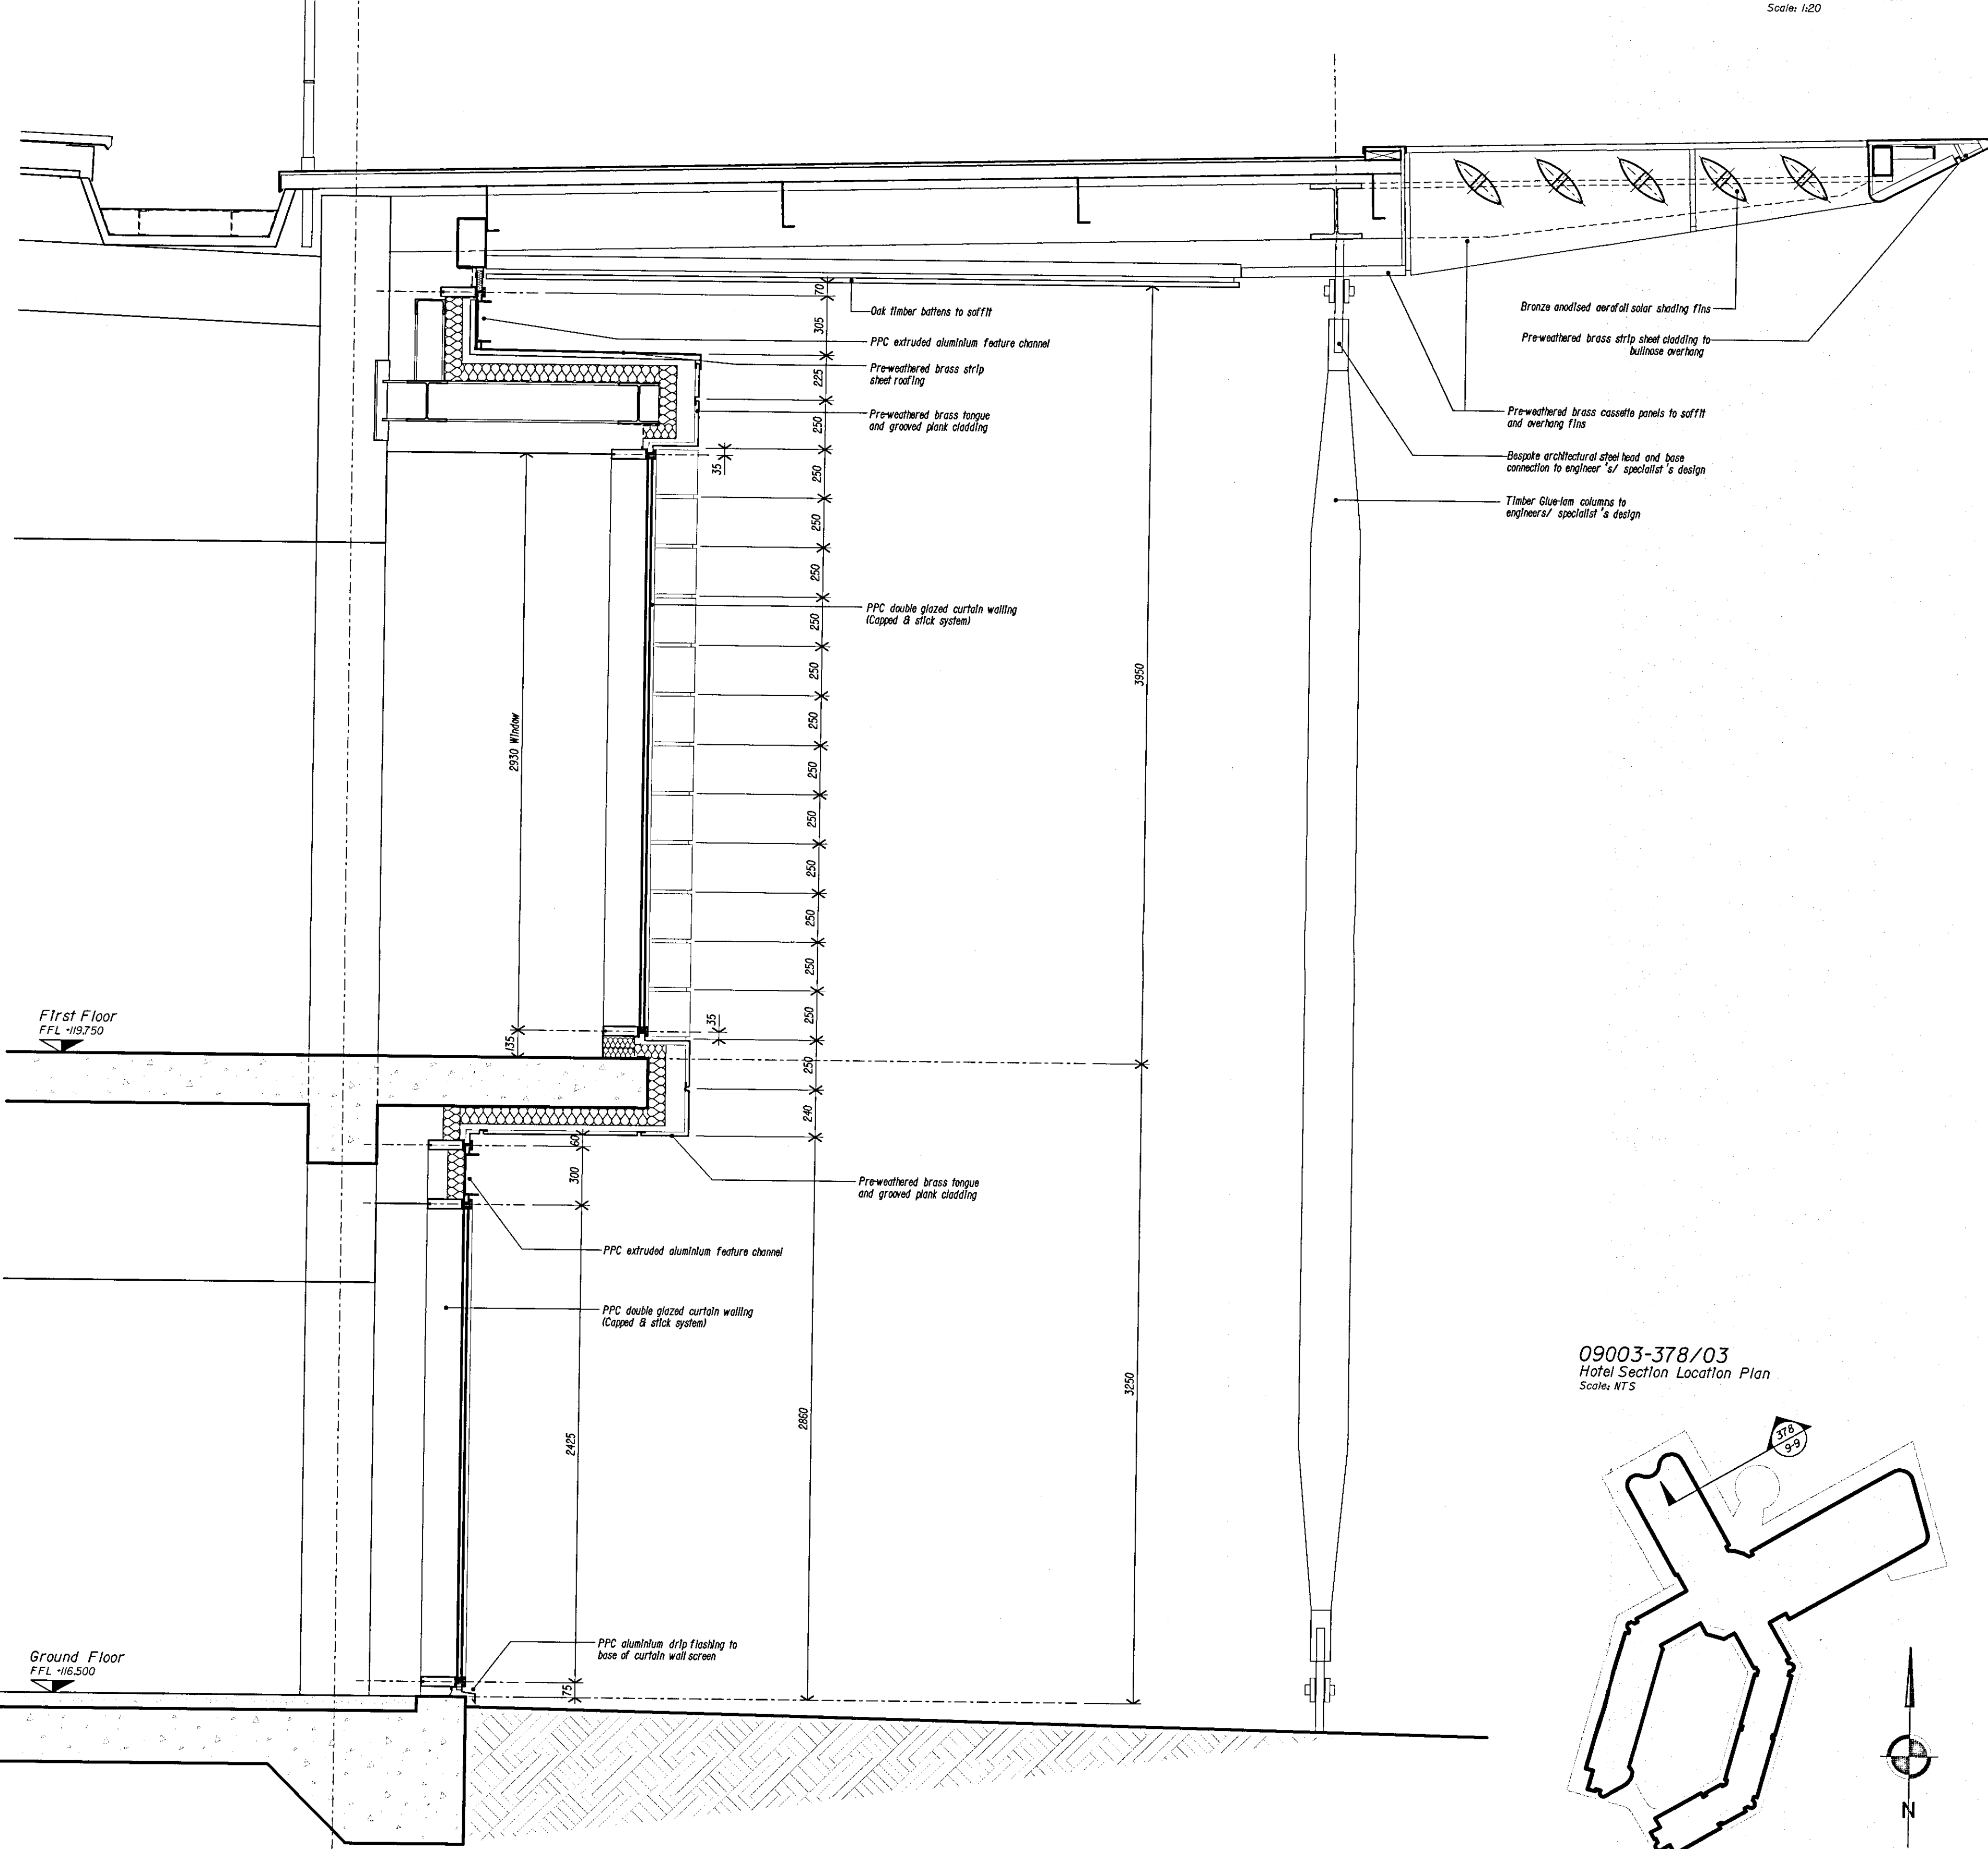 Scale: 1:20
Oak timber battens to soffit
PPC extruded aluminium feature channel
Pre-weathered brass strip
sheet roofing
Pre-weathered brass tongue
and grooved plank cladding
Bronze anodised aerofoil solar shading fins
Pre-weathered brass strip sheet cladding to
bullnose overhang
Pre-weathered brass cassette panels to soffit
and overhang fins
Bespoke architectural steel head and base
connection to engineer 's/ specialist 's design
Timber Glue-lam columns to
engineers/ specialist 's design
70
305
225
250
35
250
250
250
250
250
250
250
250
250
250
250
250
35
250
240
PPC double glazed curtain walling
(Capped & stick system)
2930 Window
135
3950
First Floor
FFL +119.750
60
300
Pre-weathered brass tongue
and grooved plank cladding
PPC extruded aluminium feature channel
PPC double glazed curtain walling
(Capped & stick system)
2425
2860
3250
75
PPC aluminium drip flashing to
base of curtain wall screen
Ground Floor
FFL +116.500
09003-378/03
Hotel Section Location Plan
Scale: NTS
378
9-9
N